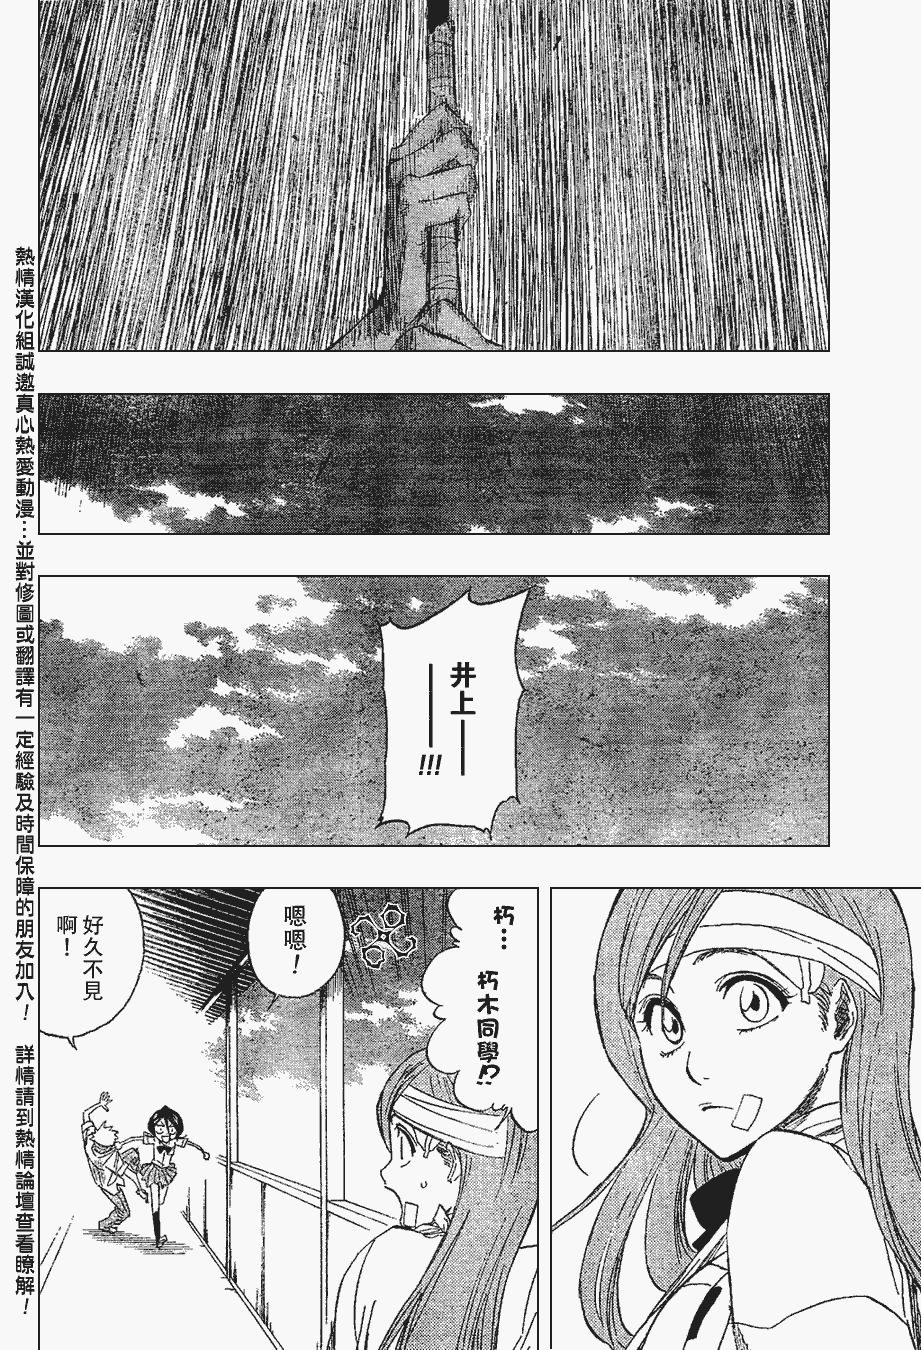 井上——
——!!!
朽…
朽木同學!?
嗯嗯!
好久不見
啊!
熱情漢化組誠邀真心熱愛動漫…並對修圖或翻譯有一定經驗及時間保障的朋友加入! 詳情請到熱情論壇查看瞭解!